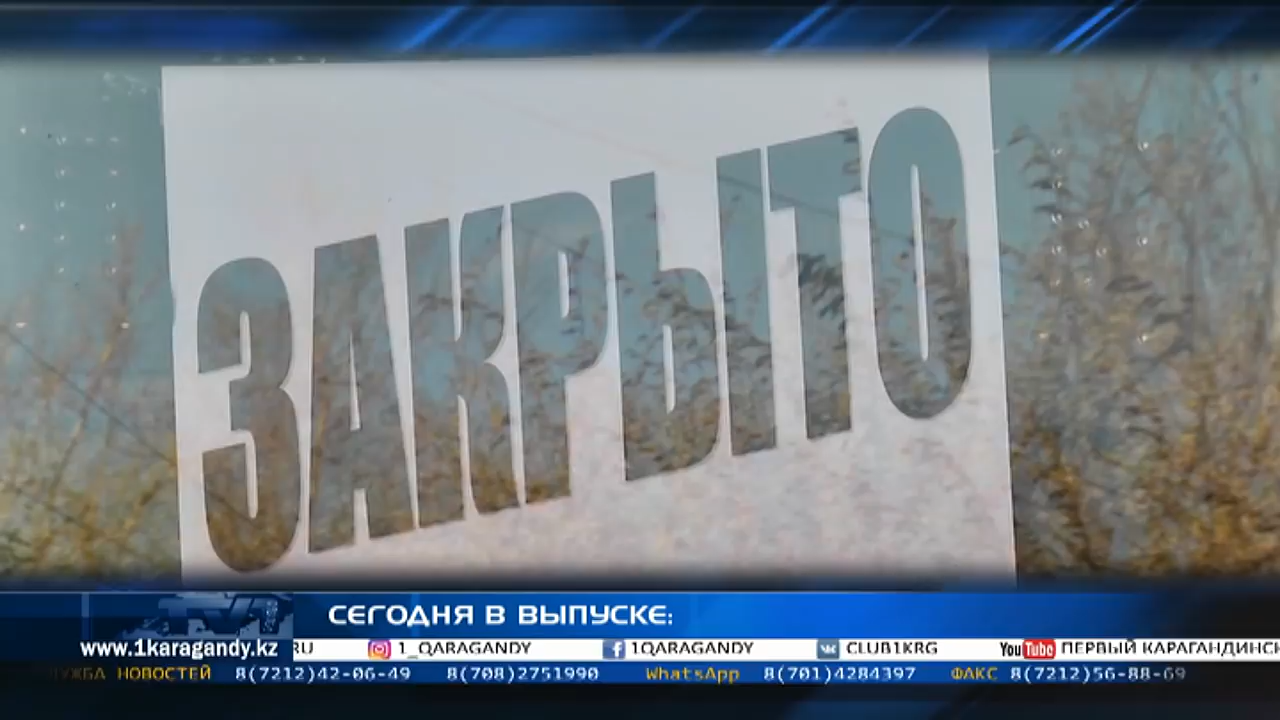 ЗАКРЫТО
TV1
СЕГОДНЯ В ВЫПУСКЕ:
www.1karagandy.kz
RU 1_QARAGANDY 1QARAGANDY CLUB1KRG YouTube ПЕРВЫЙ КАРАГАНДИНСК
УЖБА НОВОСТЕЙ 8(7212)42-06-49 8(708)2751990 WhatsApp 8(701)4284397 ФАКС 8(7212)56-88-69